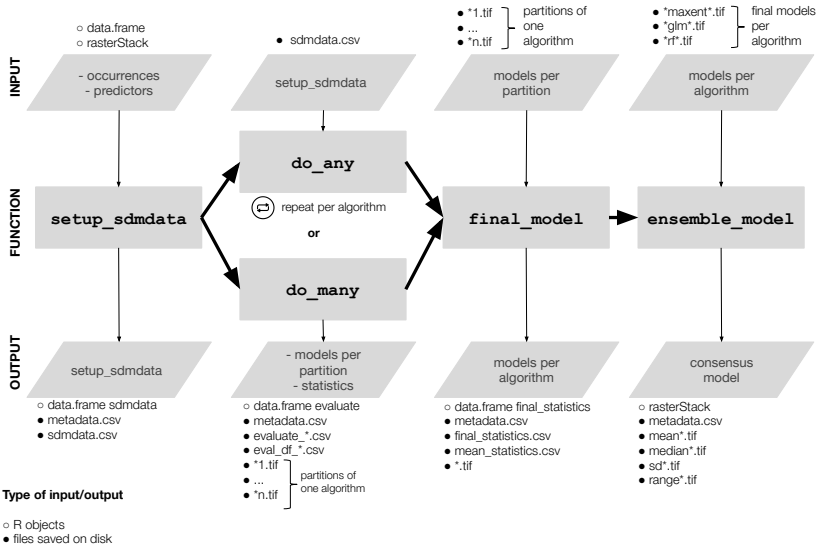 ○ data.frame
○ rasterStack
● sdmdata.csv
● *1.tif
● ...
● *n.tif
partitions of
one
algorithm
● *maxent*.tif
● *glm*.tif
● *rf*.tif
final models
per
algorithm
INPUT
- occurrences
- predictors
setup_sdmdata
models per
partition
models per
algorithm
FUNCTION
setup_sdmdata
do_any
repeat per algorithm
or
do_many
final_model
ensemble_model
OUTPUT
setup_sdmdata
- models per
partition
- statistics
models per
algorithm
consensus
model
○ data.frame sdmdata
● metadata.csv
● sdmdata.csv
○ data.frame evaluate
● metadata.csv
● evaluate_*.csv
● eval_df_*.csv
● *1.tif
● ...
● *n.tif
partitions of
one algorithm
○ data.frame final_statistics
● metadata.csv
● final_statistics.csv
● mean_statistics.csv
● *.tif
○ rasterStack
● metadata.csv
● mean*.tif
● median*.tif
● sd*.tif
● range*.tif
Type of input/output
○ R objects
● files saved on disk